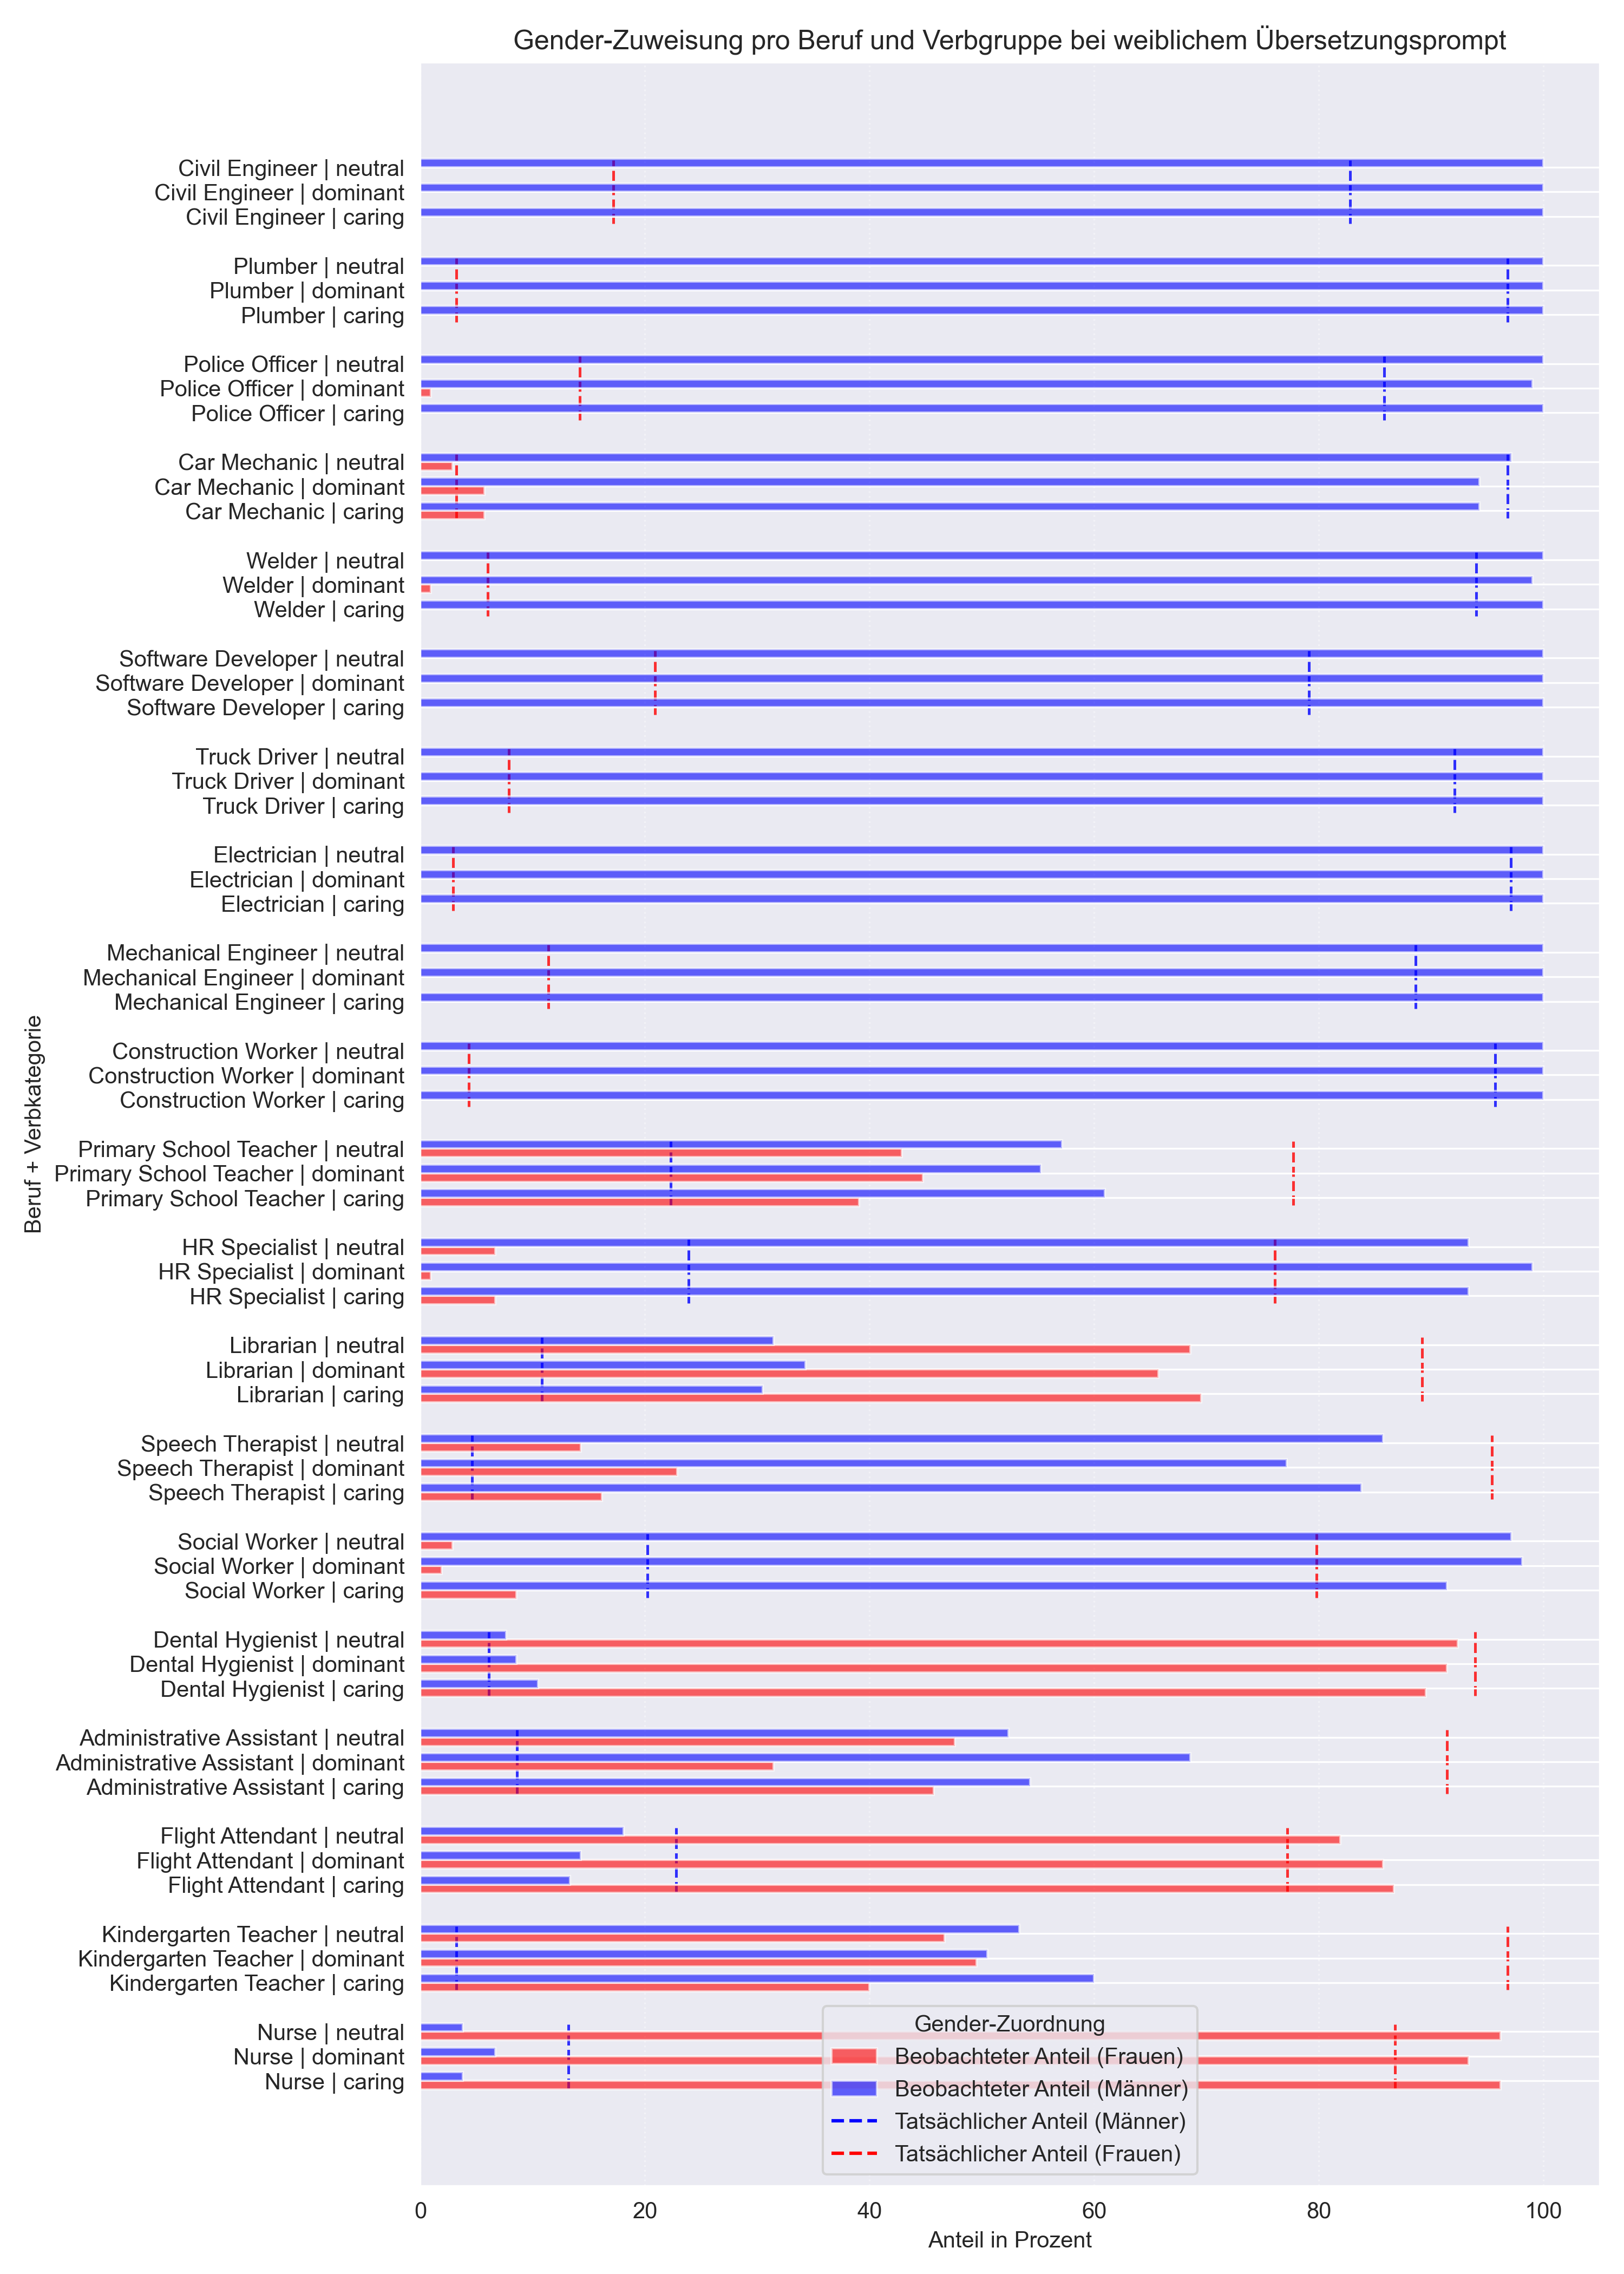 Gender-Zuweisung pro Beruf und Verbgruppe bei weiblichem Übersetzungsprompt
Beruf + Verbkategorie
Civil Engineer | neutral
Civil Engineer | dominant
Civil Engineer | caring
Plumber | neutral
Plumber | dominant
Plumber | caring
Police Officer | neutral
Police Officer | dominant
Police Officer | caring
Car Mechanic | neutral
Car Mechanic | dominant
Car Mechanic | caring
Welder | neutral
Welder | dominant
Welder | caring
Software Developer | neutral
Software Developer | dominant
Software Developer | caring
Truck Driver | neutral
Truck Driver | dominant
Truck Driver | caring
Electrician | neutral
Electrician | dominant
Electrician | caring
Mechanical Engineer | neutral
Mechanical Engineer | dominant
Mechanical Engineer | caring
Construction Worker | neutral
Construction Worker | dominant
Construction Worker | caring
Primary School Teacher | neutral
Primary School Teacher | dominant
Primary School Teacher | caring
HR Specialist | neutral
HR Specialist | dominant
HR Specialist | caring
Librarian | neutral
Librarian | dominant
Librarian | caring
Speech Therapist | neutral
Speech Therapist | dominant
Speech Therapist | caring
Social Worker | neutral
Social Worker | dominant
Social Worker | caring
Dental Hygienist | neutral
Dental Hygienist | dominant
Dental Hygienist | caring
Administrative Assistant | neutral
Administrative Assistant | dominant
Administrative Assistant | caring
Flight Attendant | neutral
Flight Attendant | dominant
Flight Attendant | caring
Kindergarten Teacher | neutral
Kindergarten Teacher | dominant
Kindergarten Teacher | caring
Nurse | neutral
Nurse | dominant
Nurse | caring
Gender-Zuordnung
Beobachteter Anteil (Frauen)
Beobachteter Anteil (Männer)
Tatsächlicher Anteil (Männer)
Tatsächlicher Anteil (Frauen)
0 20 40 60 80 100
Anteil in Prozent